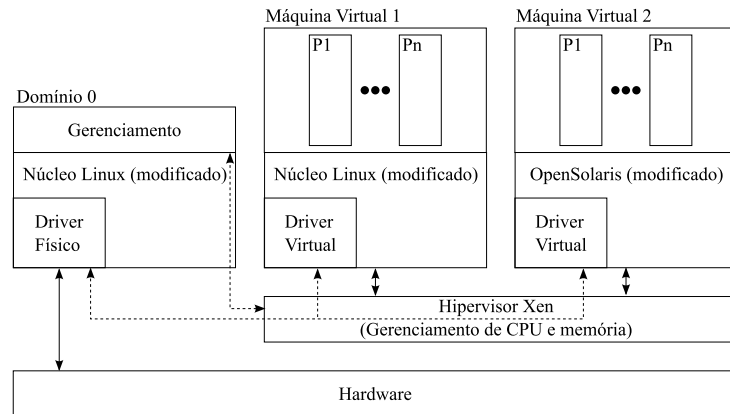 Máquina Virtual 1
Máquina Virtual 2
P1
Pn
P1
Pn
Domínio 0
Gerenciamento
Núcleo Linux (modificado)
Núcleo Linux (modificado)
OpenSolaris (modificado)
Driver
Físico
Driver
Virtual
Driver
Virtual
Hipervisor Xen
(Gerenciamento de CPU e memória)
Hardware